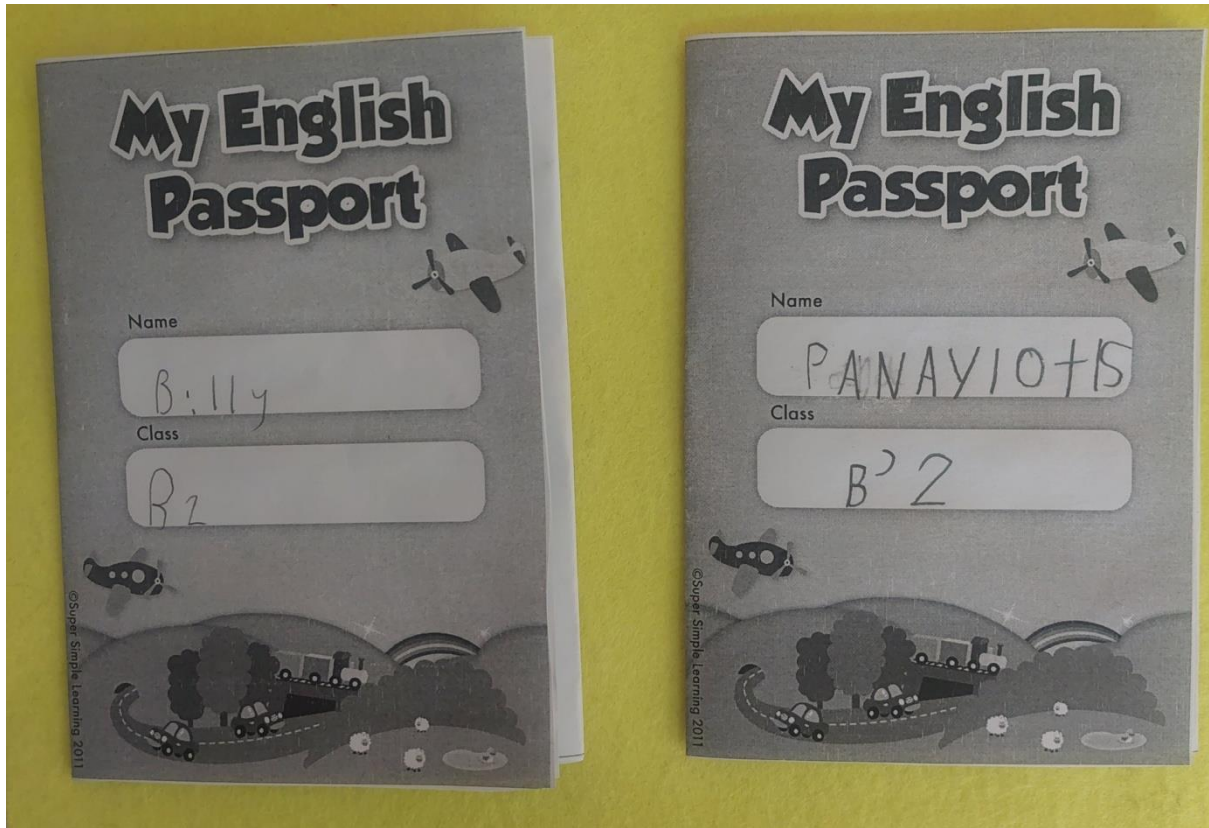 My English
Passport
Name
Billy
Class
B2
©Super Simple Learning 2011
My English
Passport
Name
PANAYIOtIS
Class
B'2
©Super Simple Learning 2011